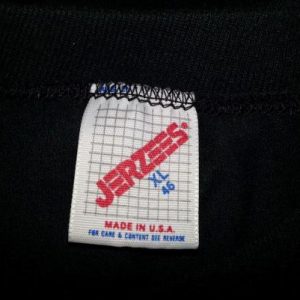 JERZEES®
XL
46
MADE IN U.S.A.
FOR CARE & CONTENT SEE REVERSE